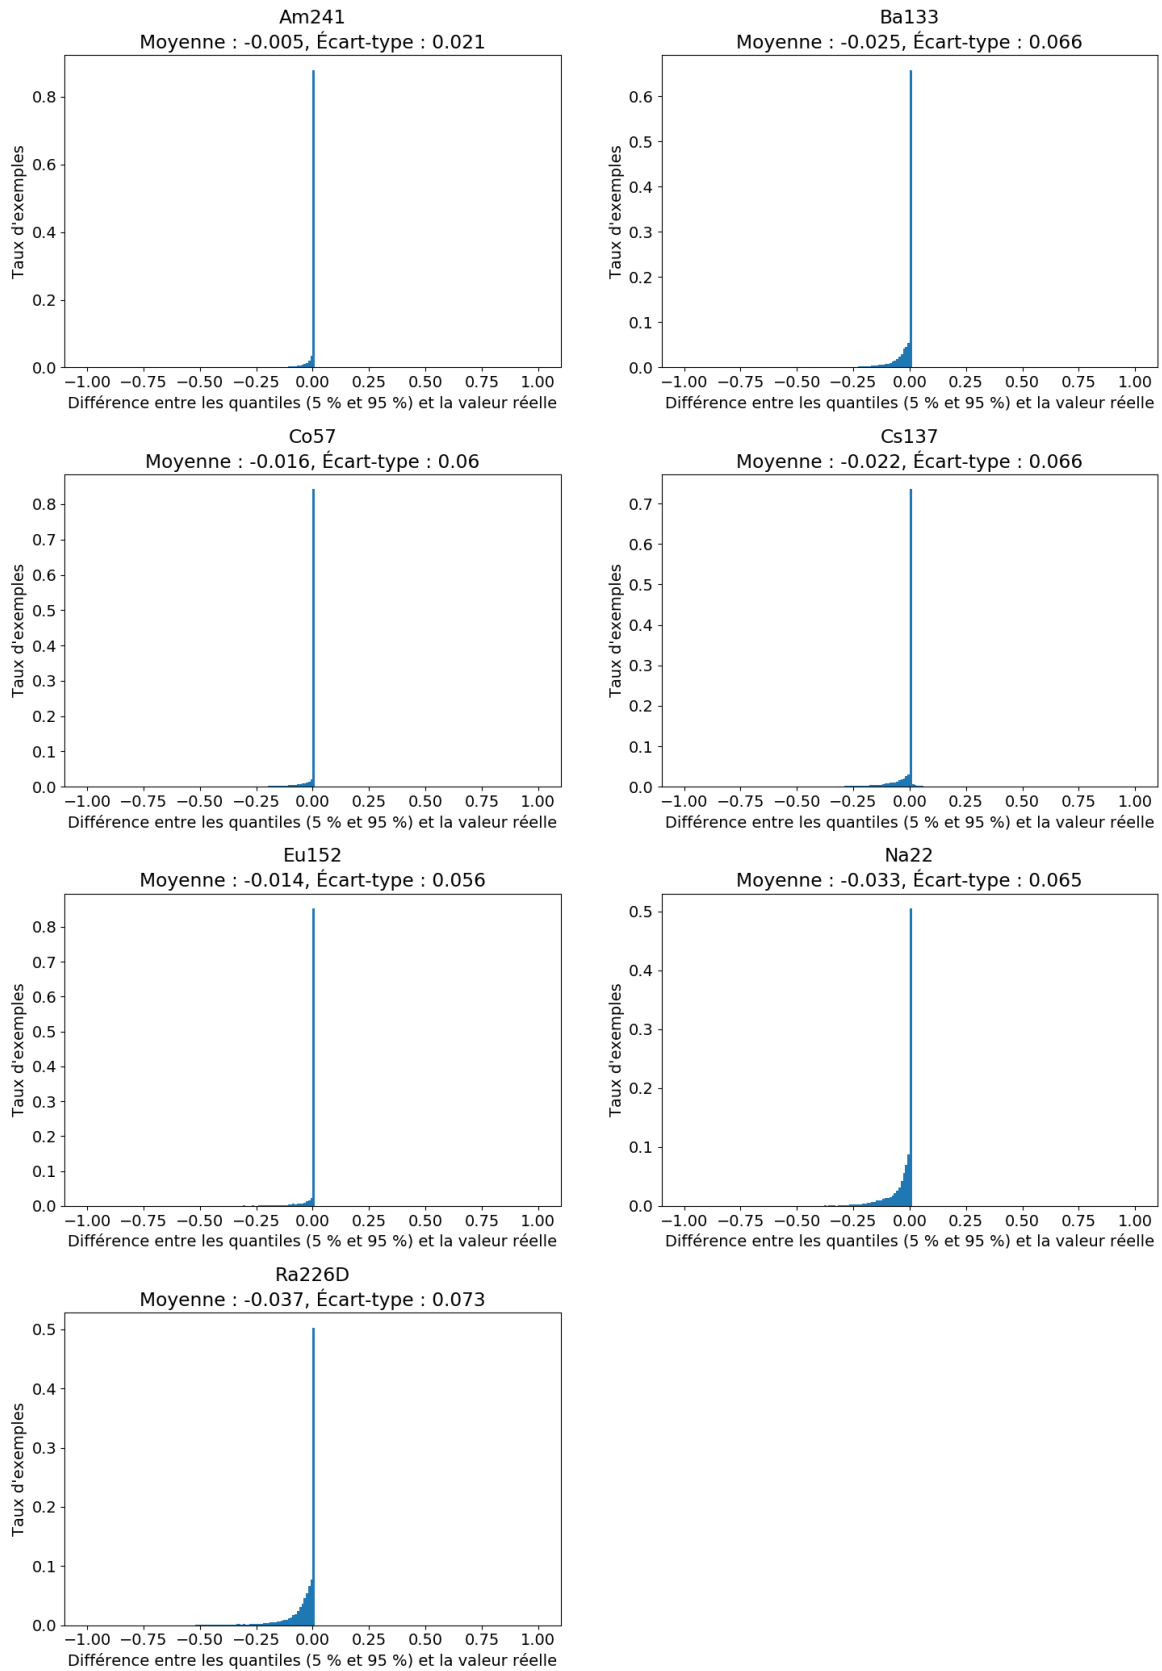 Am241
Moyenne : -0.005, Écart-type : 0.021
Taux d'exemples
0.8
0.6
0.4
0.2
0.0
−1.00 −0.75 −0.50 −0.25 0.00 0.25 0.50 0.75 1.00
Différence entre les quantiles (5 % et 95 %) et la valeur réelle
Ba133
Moyenne : -0.025, Écart-type : 0.066
Taux d'exemples
0.6
0.5
0.4
0.3
0.2
0.1
0.0
−1.00 −0.75 −0.50 −0.25 0.00 0.25 0.50 0.75 1.00
Différence entre les quantiles (5 % et 95 %) et la valeur réelle
Co57
Moyenne : -0.016, Écart-type : 0.06
Taux d'exemples
0.8
0.7
0.6
0.5
0.4
0.3
0.2
0.1
0.0
−1.00 −0.75 −0.50 −0.25 0.00 0.25 0.50 0.75 1.00
Différence entre les quantiles (5 % et 95 %) et la valeur réelle
Cs137
Moyenne : -0.022, Écart-type : 0.066
Taux d'exemples
0.7
0.6
0.5
0.4
0.3
0.2
0.1
0.0
−1.00 −0.75 −0.50 −0.25 0.00 0.25 0.50 0.75 1.00
Différence entre les quantiles (5 % et 95 %) et la valeur réelle
Eu152
Moyenne : -0.014, Écart-type : 0.056
Taux d'exemples
0.8
0.7
0.6
0.5
0.4
0.3
0.2
0.1
0.0
−1.00 −0.75 −0.50 −0.25 0.00 0.25 0.50 0.75 1.00
Différence entre les quantiles (5 % et 95 %) et la valeur réelle
Na22
Moyenne : -0.033, Écart-type : 0.065
Taux d'exemples
0.5
0.4
0.3
0.2
0.1
0.0
−1.00 −0.75 −0.50 −0.25 0.00 0.25 0.50 0.75 1.00
Différence entre les quantiles (5 % et 95 %) et la valeur réelle
Ra226D
Moyenne : -0.037, Écart-type : 0.073
Taux d'exemples
0.5
0.4
0.3
0.2
0.1
0.0
−1.00 −0.75 −0.50 −0.25 0.00 0.25 0.50 0.75 1.00
Différence entre les quantiles (5 % et 95 %) et la valeur réelle